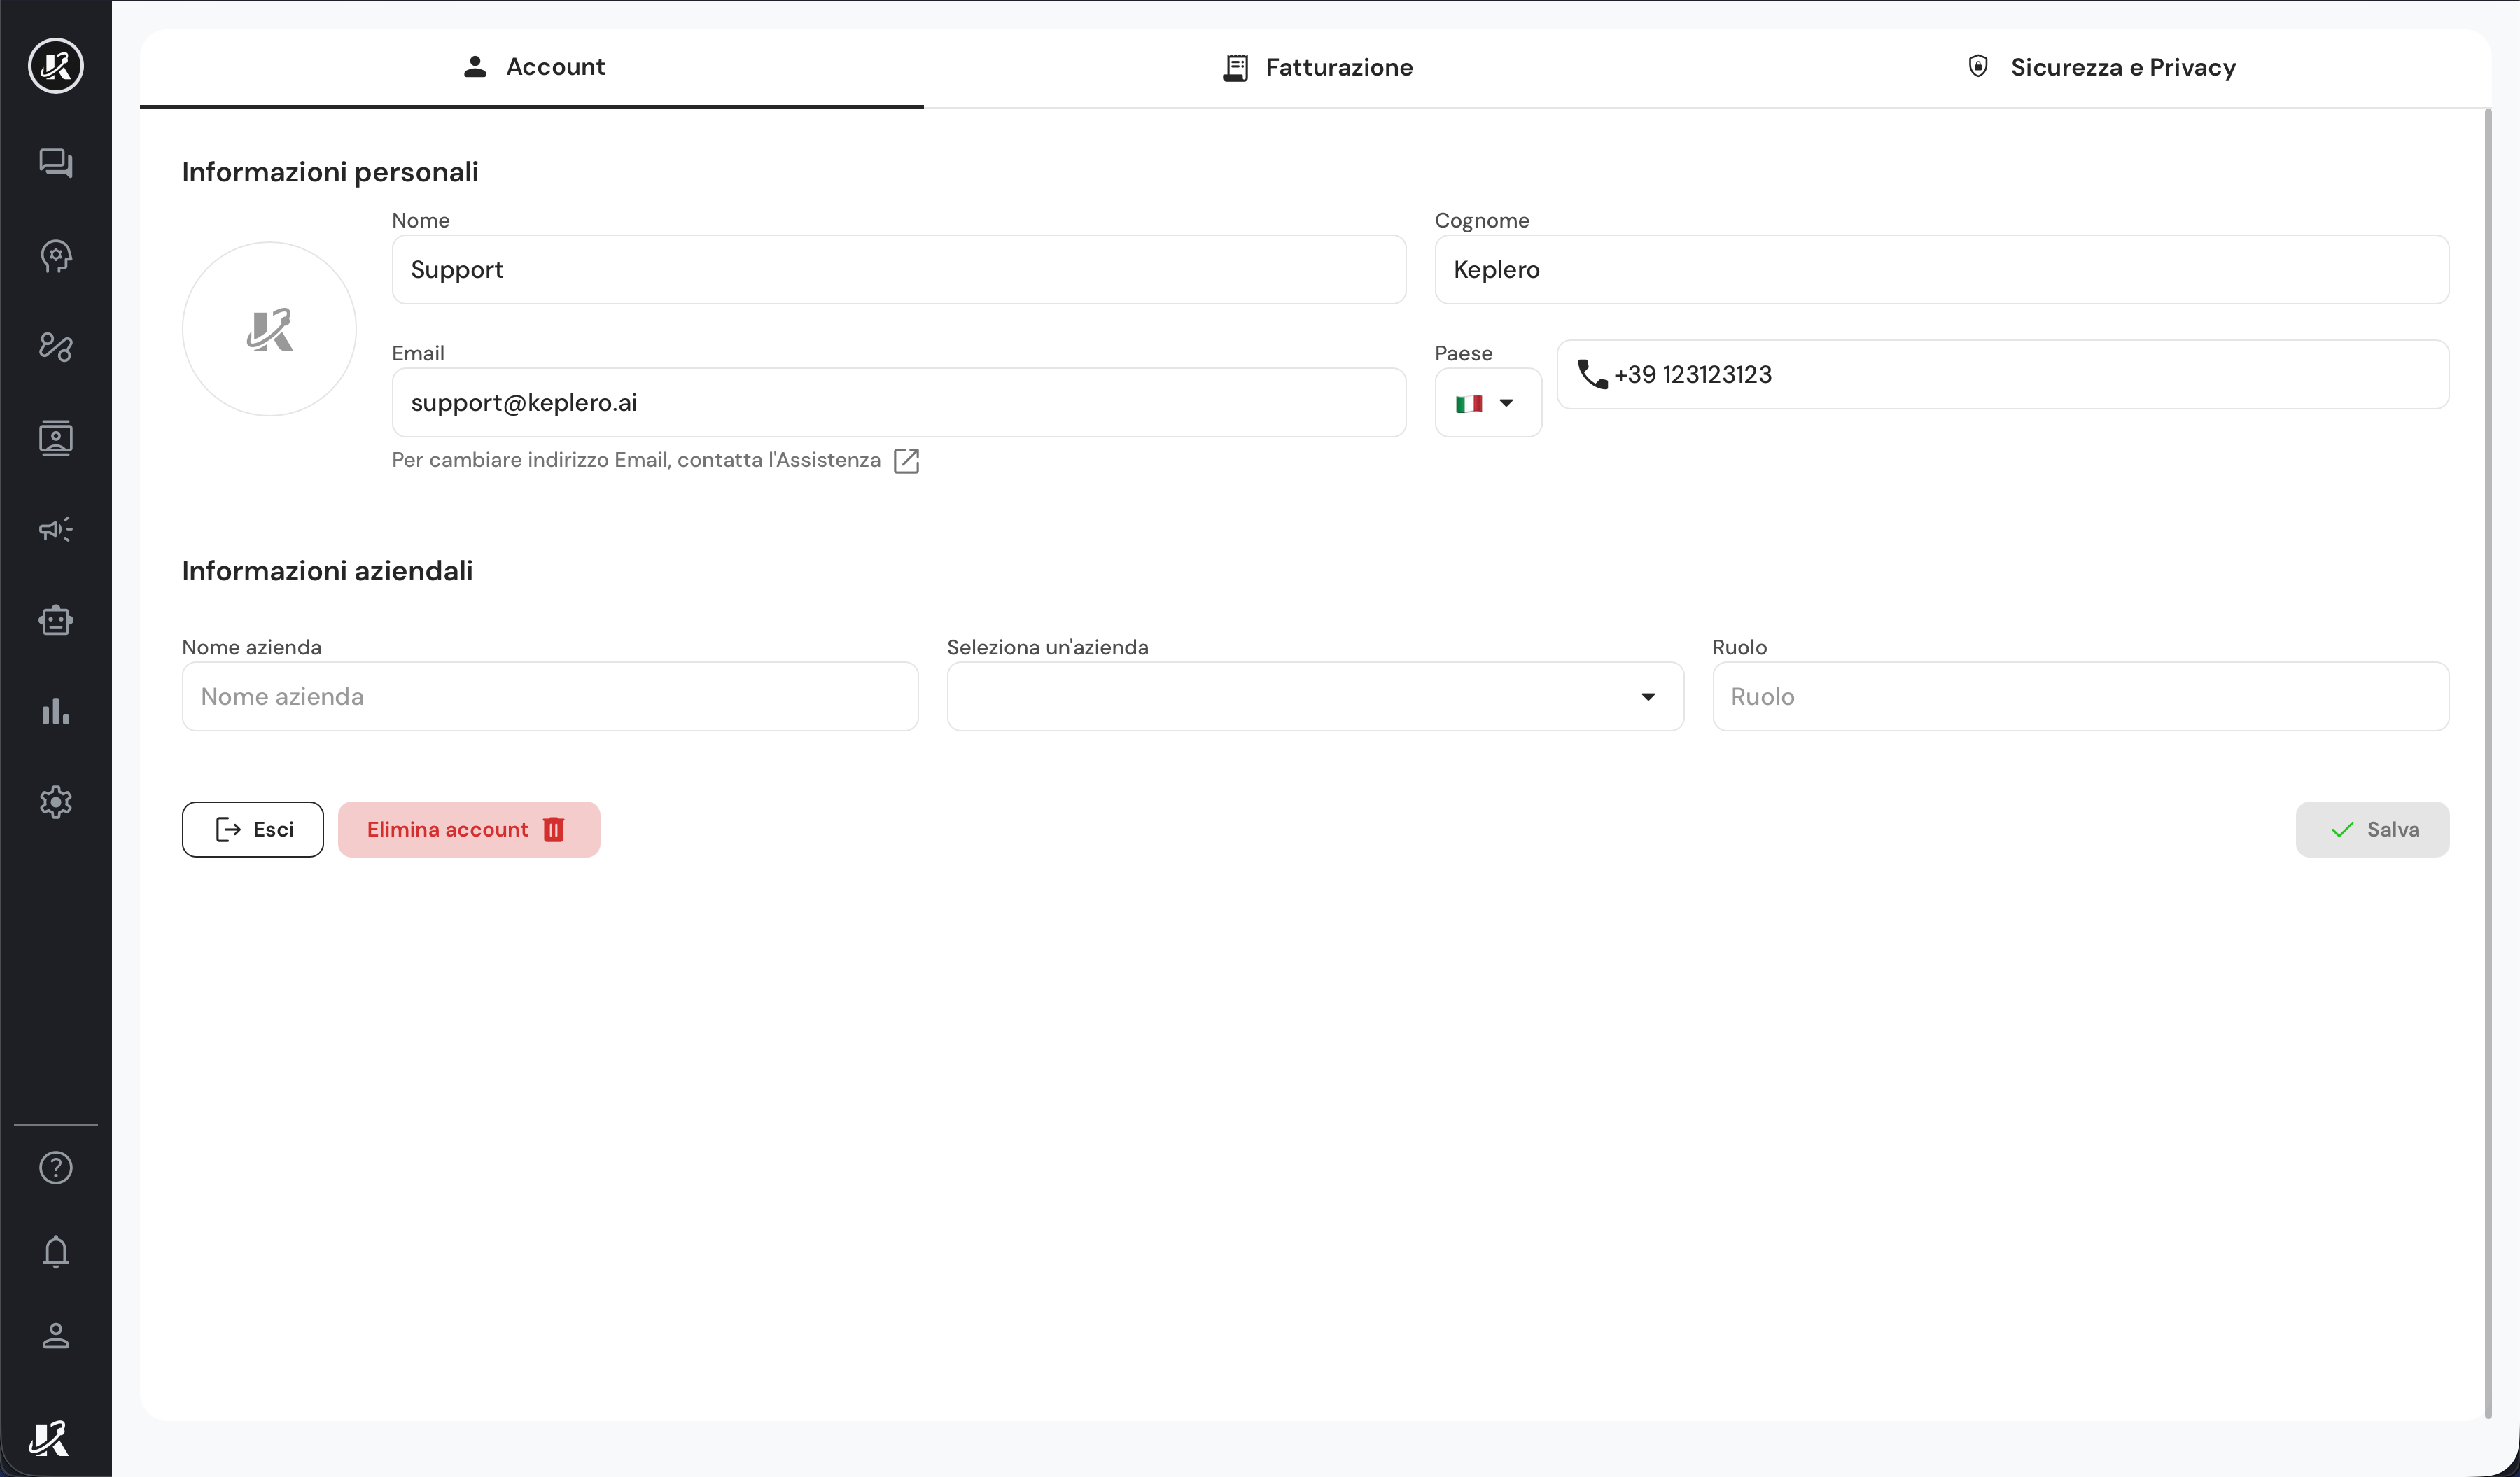 Account
Fatturazione
Sicurezza e Privacy
Informazioni personali
Nome
Cognome
Support
Keplero
Email
Paese
support@keplero.ai
+39 123123123
Per cambiare indirizzo Email, contatta l'Assistenza
Informazioni aziendali
Nome azienda
Seleziona un'azienda
Ruolo
Nome azienda
Ruolo
Esci
Elimina account
Salva